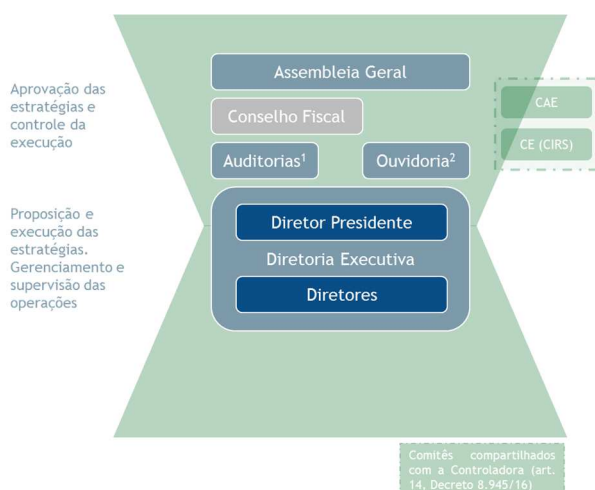 Assembleia Geral
Aprovação das
estratégias e
controle da
execução
Conselho Fiscal
Auditorias¹
Ouvidoria²
CAE
CE (CIRS)
Proposição e
execução das
estratégias.
Gerenciamento e
supervisão das
operações
Diretor Presidente
Diretoria Executiva
Diretores
Comitês compartilhados
com a Controladora (art.
14, Decreto 8.945/16)